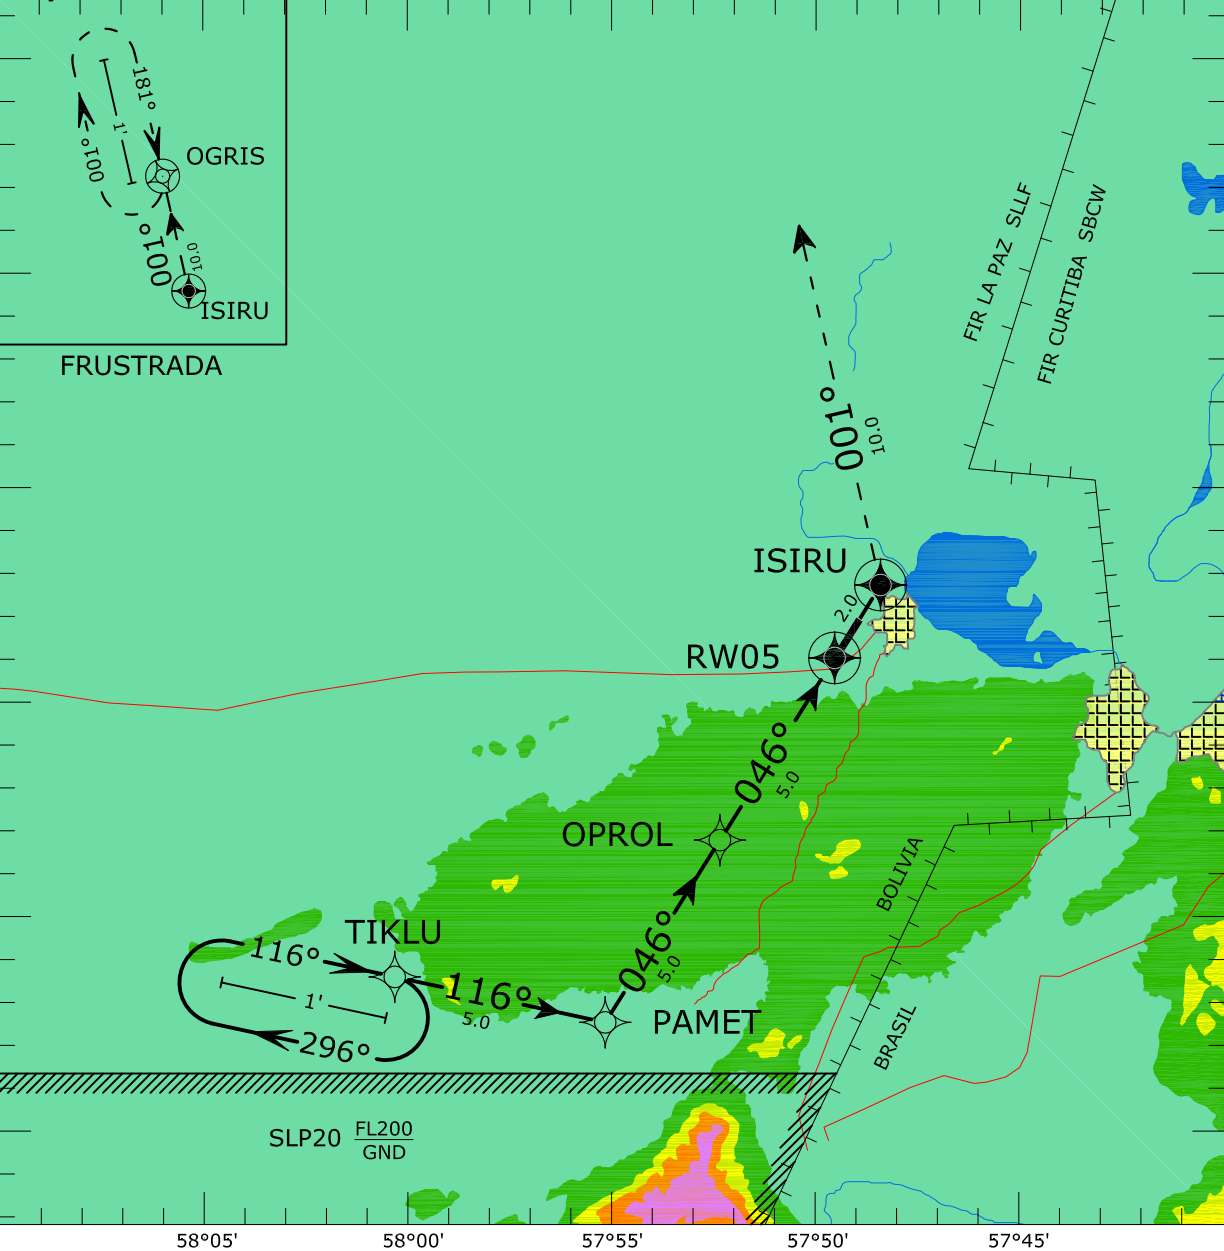 181°
1'
001°
OGRIS
001°
10.0
ISIRU
FRUSTRADA
FIR LA PAZ SLLF
FIR CURITIBA SBCW
001°
10.0
ISIRU
2.0
RW05
046°
5.0
OPROL
BOLIVIA
046°
5.0
TIKLU
116°
116°
5.0
1'
296°
PAMET
BRASIL
SLP20 FL200
GND
58°05' 58°00' 57°55' 57°50' 57°45'